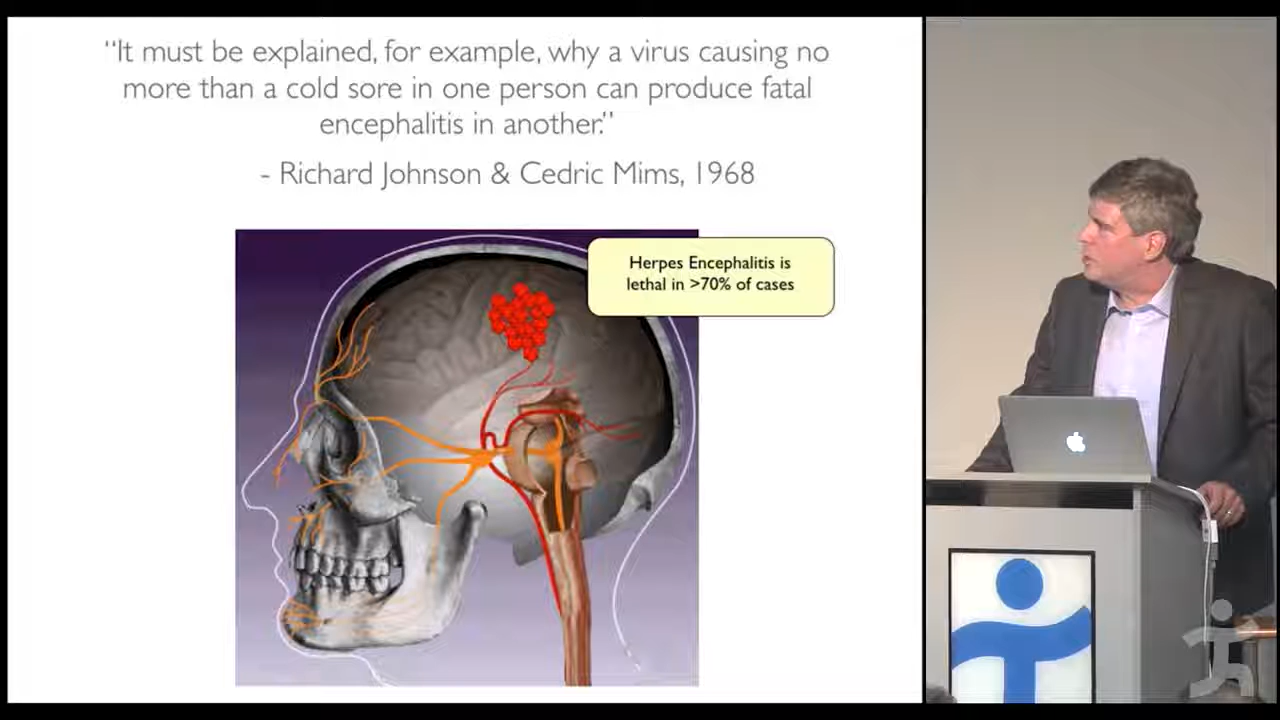 “It must be explained, for example, why a virus causing no
more than a cold sore in one person can produce fatal
encephalitis in another.”
- Richard Johnson & Cedric Mims, 1968
Herpes Encephalitis is
lethal in >70% of cases